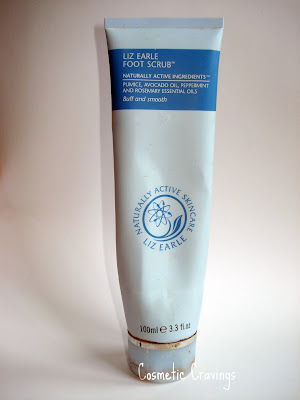 LIZ EARLE
FOOT SCRUB™
NATURALLY ACTIVE INGREDIENTS™
PUMICE, AVOCADO OIL, PEPPERMINT
AND ROSEMARY ESSENTIAL OILS
Buff and smooth
NATURALLY ACTIVE SKINCARE
LIZ EARLE
100ml ℮ 3.3 fl.oz
Cosmetic Cravings